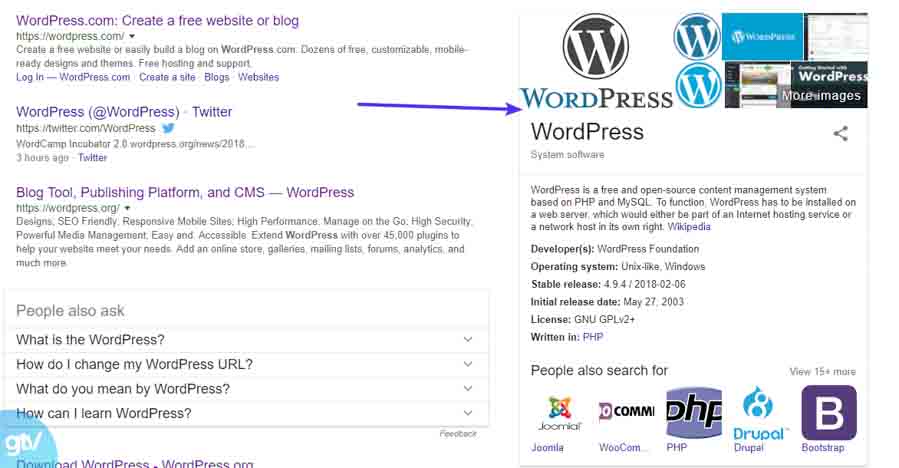 WordPress.com: Create a free website or blog
https://wordpress.com/
Create a free website or easily build a blog on WordPress.com. Dozens of free, customizable, mobile-
ready designs and themes. Free hosting and support.
Log In — WordPress.com · Create a site · Blogs · Websites
WordPress (@WordPress) · Twitter
https://twitter.com/WordPress
WordCamp Incubator 2.0 wordpress.org/news/2018...
3 hours ago · Twitter
Blog Tool, Publishing Platform, and CMS — WordPress
https://wordpress.org/
Designs, SEO Friendly, Responsive Mobile Sites, High Performance, Manage on the Go, High Security,
Powerful Media Management, Easy and. Accessible. Extend WordPress with over 45,000 plugins to
help your website meet your needs. Add an online store, galleries, mailing lists, forums, analytics, and
much more.
People also ask
What is the WordPress?
How do I change my WordPress URL?
What do you mean by WordPress?
How can I learn WordPress?
Feedback
gtv
Download WordPress - WordPress.org
WORDPRESS
WORDPRESS
Getting Started with
WordPress
More images
WordPress
System software
WordPress is a free and open-source content management system
based on PHP and MySQL. To function, WordPress has to be installed
on a web server, which would either be part of an Internet hosting service or
a network host in its own right. Wikipedia
Developer(s): WordPress Foundation
Operating system: Unix-like, Windows
Stable release: 4.9.4 / 2018-02-06
Initial release date: May 27, 2003
License: GNU GPLv2+
Written in: PHP
People also search for
View 15+ more
Joomla!
COMM
php
Drupal
B
Joomla
WooCom...
PHP
Drupal
Bootstrap